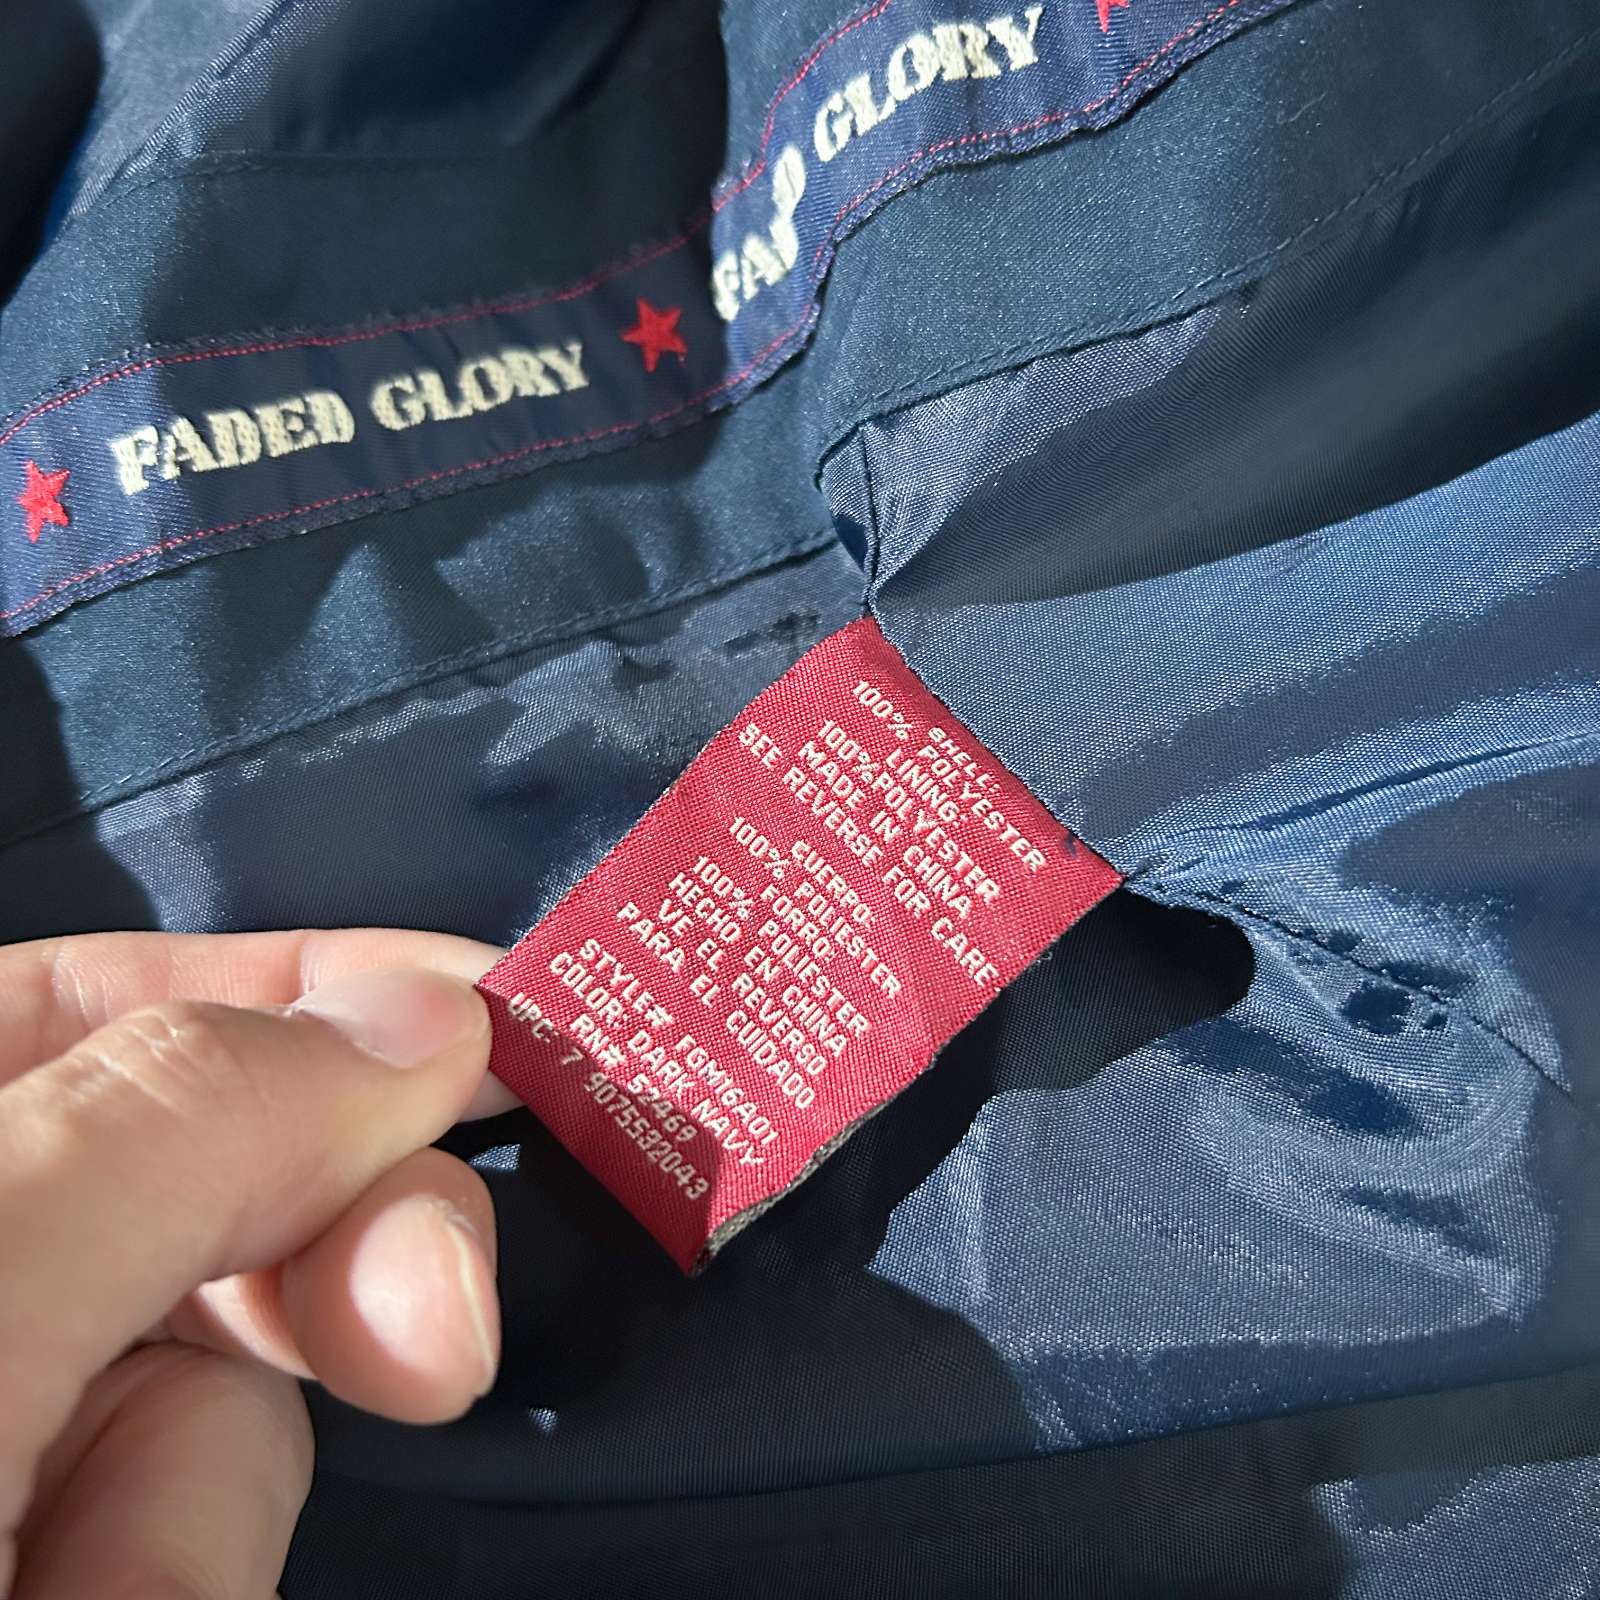 FADED GLORY
FADED GLORY
SHELL:
100% POLYESTER
LINING:
100%POLYESTER
MADE IN CHINA
SEE REVERSE FOR CARE
CUERPO:
100% POLIESTER
FORRO:
100% POLIESTER
HECHO EN CHINA
VE EL REVERSO
PARA EL CUIDADO
STYLE# FGM16A01
COLOR: DARK NAVY
RN# 52469
UPC: 7 9075532043